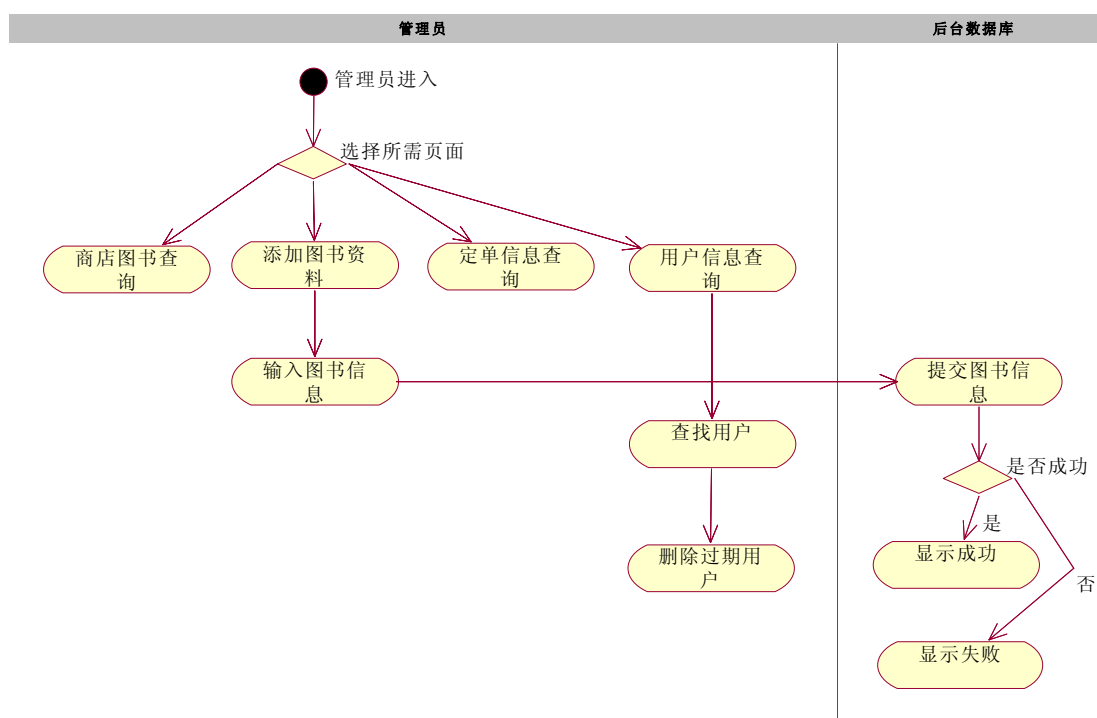 管理员
后台数据库
管理员进入
选择所需页面
商店图书查
询
添加图书资
料
定单信息查
询
用户信息查
询
输入图书信
息
提交图书信
息
查找用户
是否成功
是
显示成功
删除过期用
户
否
显示失败